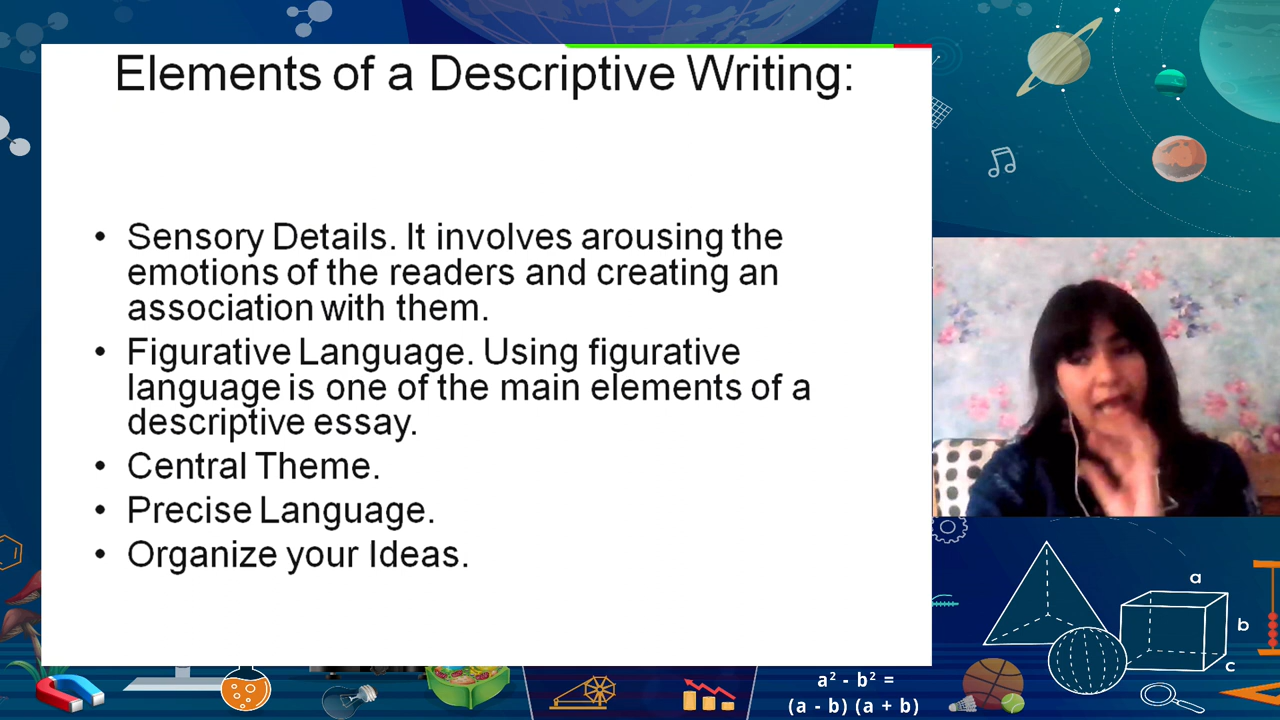 Elements of a Descriptive Writing:
• Sensory Details. It involves arousing the
emotions of the readers and creating an
association with them.
• Figurative Language. Using figurative
language is one of the main elements of a
descriptive essay.
• Central Theme.
• Precise Language.
• Organize your Ideas.
a
b
c
a² - b² =
(a - b) (a + b)